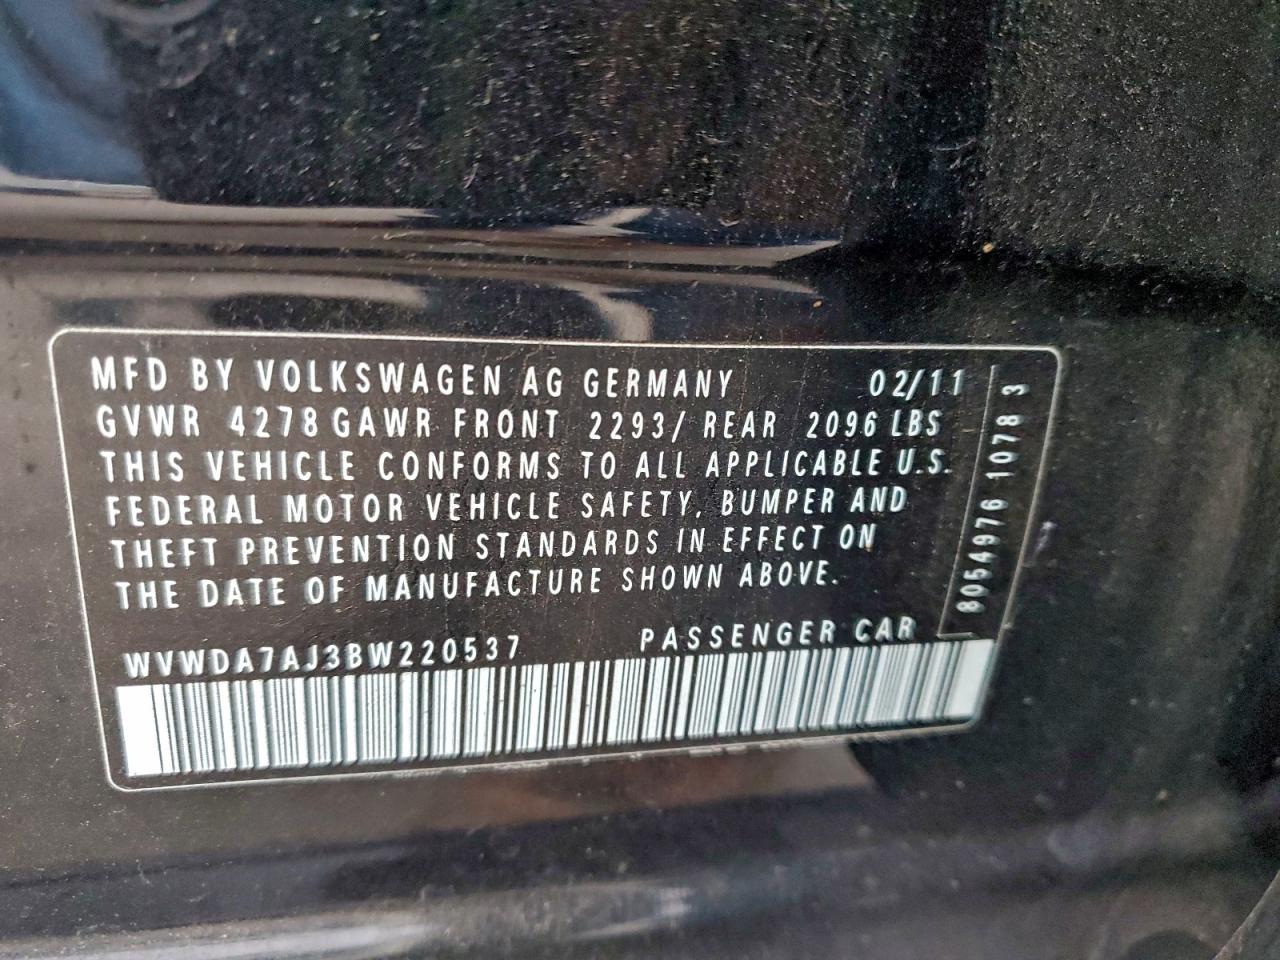 MFD BY VOLKSWAGEN AG GERMANY 02/11
GVWR 4278 GAWR FRONT 2293/ REAR 2096 LBS
THIS VEHICLE CONFORMS TO ALL APPLICABLE U.S.
FEDERAL MOTOR VEHICLE SAFETY, BUMPER AND
THEFT PREVENTION STANDARDS IN EFFECT ON
THE DATE OF MANUFACTURE SHOWN ABOVE.
WVWDA7AJ3BW220537 PASSENGER CAR
8054976 1078 3